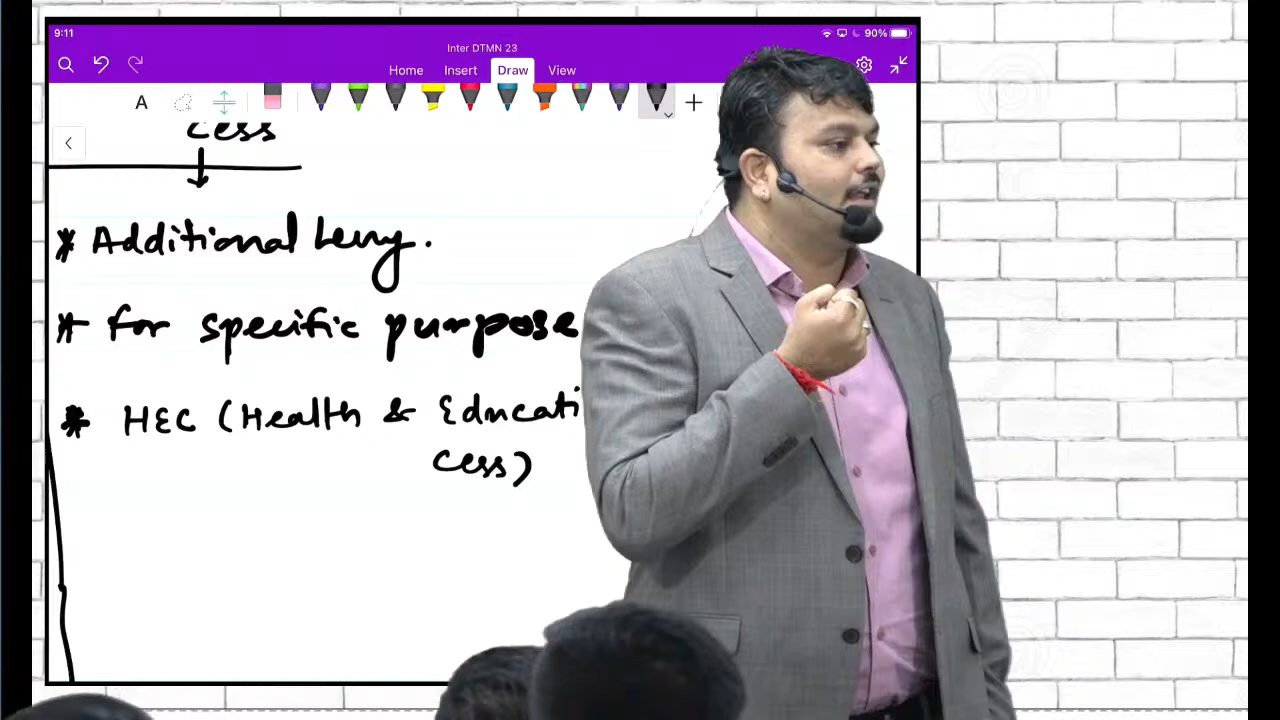 9:11
90%
Inter DTMN 23
Home Insert Draw View
A
Cess
* Additional Levy.
* for specific purpose
* HEC (Health & Educati
Cess)